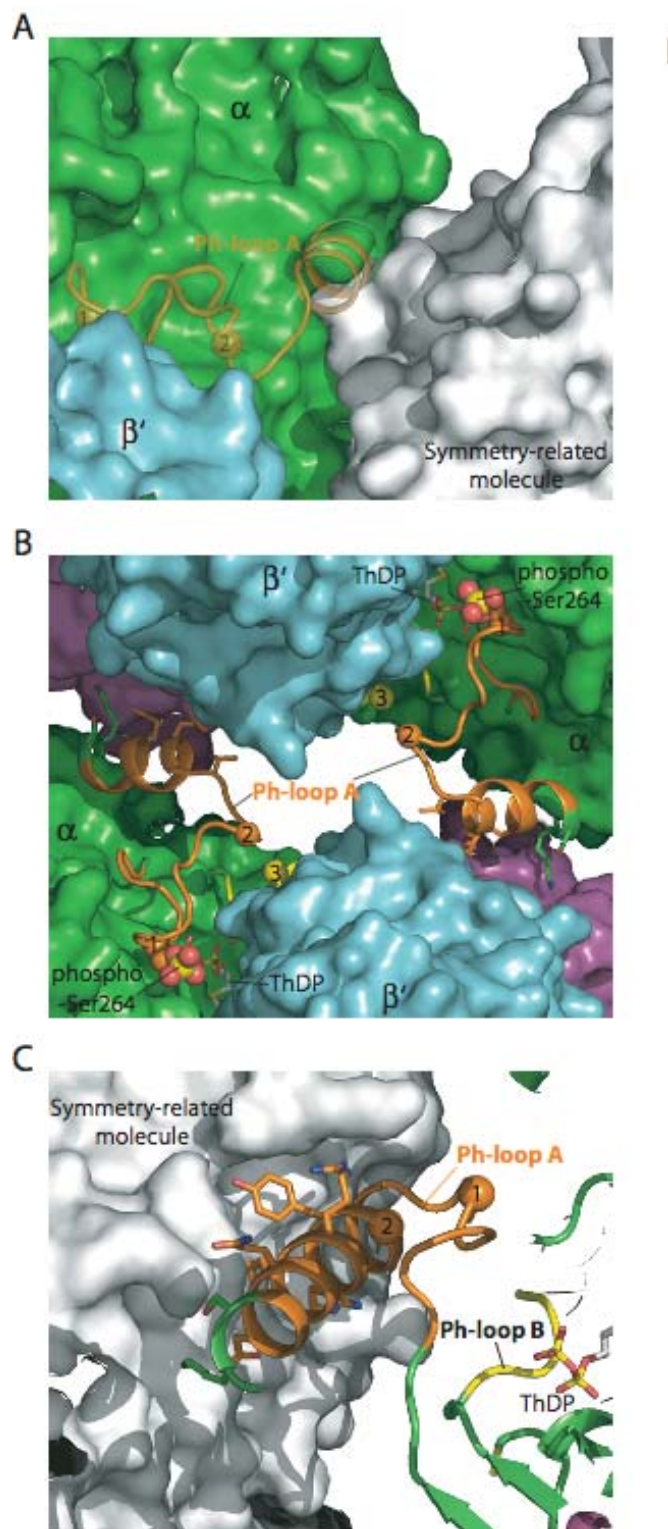 A
α
Ph-loop A
1
2
β'
Symmetry-related
molecule
B
β'
ThDP
phospho
-Ser264
1
3
2
α
Ph-loop A
α
2
3
1
phospho
-Ser264
ThDP
β'
C
Symmetry-related
molecule
Ph-loop A
1
2
Ph-loop B
ThDP